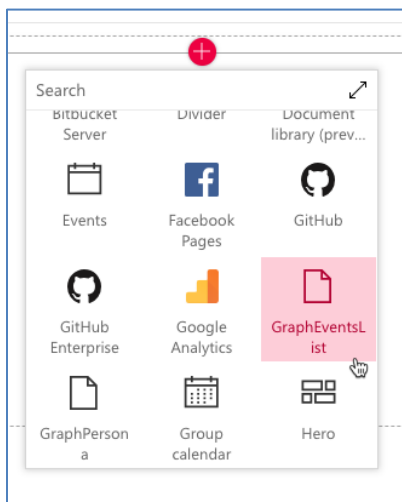 Search
Bitbucket Divider Document
Server library (prev...
Events Facebook GitHub
Pages
GitHub Google GraphEventsL
Enterprise Analytics ist
GraphPerson Group Hero
a calendar